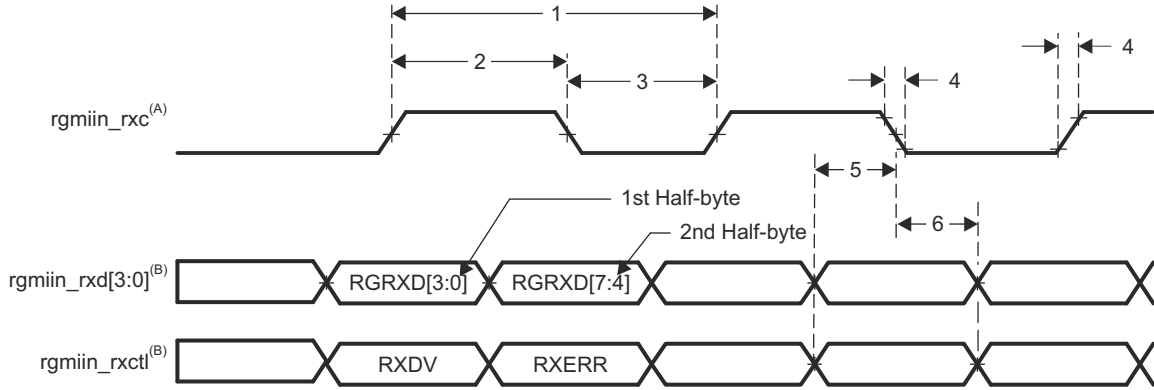 1
4
2
4
3
rgmiin_rxc(A)
5
1st Half-byte
6
2nd Half-byte
rgmiin_rxd[3:0](B)
RGRXD[3:0]
RGRXD[7:4]
rgmiin_rxctl(B)
RXDV
RXERR